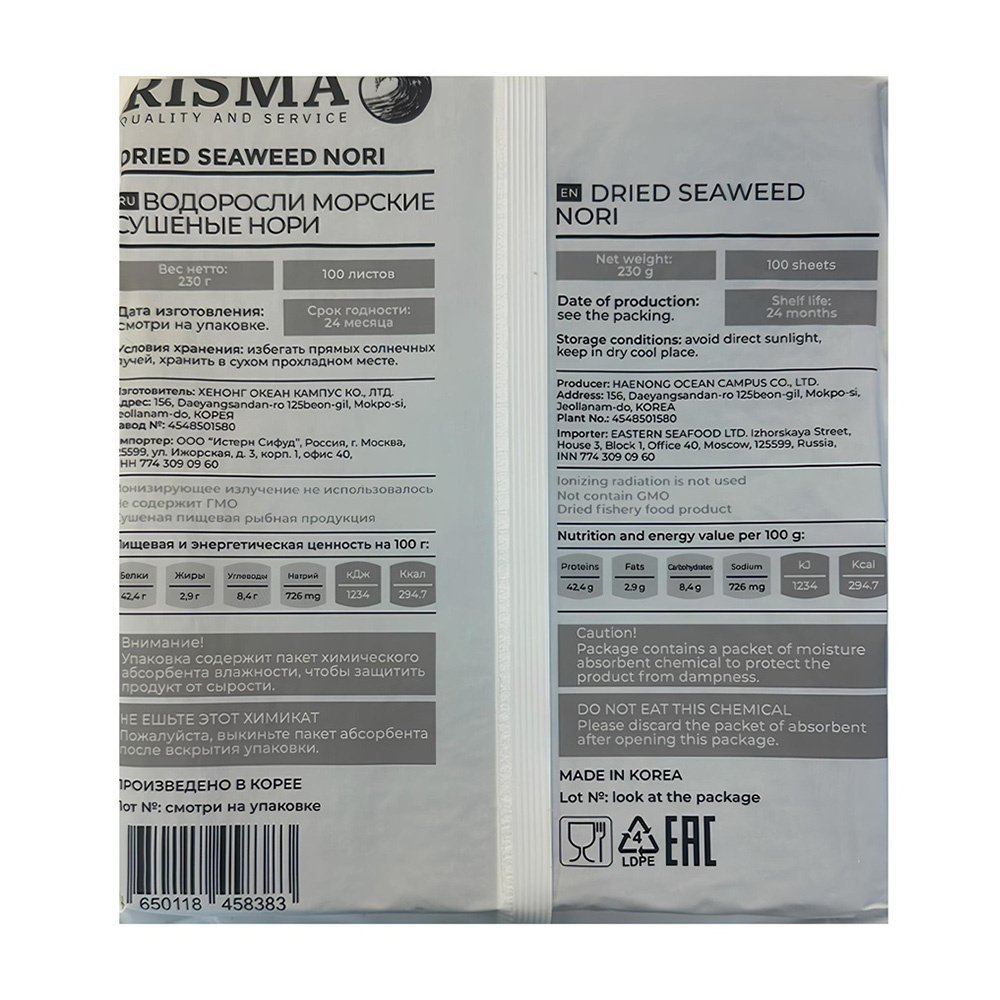 RISMA
QUALITY AND SERVICE
DRIED SEAWEED NORI
RU ВОДОРОСЛИ МОРСКИЕ
СУШЕНЫЕ НОРИ
Вес нетто:
230 г
100 листов
Дата изготовления:
смотри на упаковке.
Срок годности:
24 месяца
Условия хранения: избегать прямых солнечных
лучей, хранить в сухом прохладном месте.
Изготовитель: ХЕНОНГ ОКЕАН КАМПУС КО., ЛТД.
Адрес: 156, Daeyangsandan-ro 125beon-gil, Mokpo-si,
Jeollanam-do, КОРЕЯ
Завод №: 4548501580
Импортер: ООО "Истерн Сифуд", Россия, г. Москва,
125599, ул. Ижорская, д. 3, корп. 1, офис 40,
ИНН 774 309 09 60
Ионизирующее излучение не использовалось
Не содержит ГМО
Сушеная пищевая рыбная продукция
Пищевая и энергетическая ценность на 100 г:
Белки Жиры Углеводы Натрий кДж Ккал
42,4 г 2,9 г 8,4 г 726 mg 1234 294.7
Внимание!
Упаковка содержит пакет химического
абсорбента влажности, чтобы защитить
продукт от сырости.
НЕ ЕШЬТЕ ЭТОТ ХИМИКАТ
Пожалуйста, выкиньте пакет абсорбента
после вскрытия упаковки.
ПРОИЗВЕДЕНО В КОРЕЕ
Лот №: смотри на упаковке
650118 458383
EN DRIED SEAWEED
NORI
Net weight:
230 g
100 sheets
Date of production:
see the packing.
Shelf life:
24 months
Storage conditions: avoid direct sunlight,
keep in dry cool place.
Producer: HAENONG OCEAN CAMPUS CO., LTD.
Address: 156, Daeyangsandan-ro 125beon-gil, Mokpo-si,
Jeollanam-do, KOREA
Plant No.: 4548501580
Importer: EASTERN SEAFOOD LTD. Izhorskaya Street,
House 3, Block 1, Office 40, Moscow, 125599, Russia,
INN 774 309 09 60
Ionizing radiation is not used
Not contain GMO
Dried fishery food product
Nutrition and energy value per 100 g:
Proteins Fats Carbohydrates Sodium kJ Kcal
42,4 g 2,9 g 8,4 g 726 mg 1234 294.7
Caution!
Package contains a packet of moisture
absorbent chemical to protect the
product from dampness.
DO NOT EAT THIS CHEMICAL
Please discard the packet of absorbent
after opening this package.
MADE IN KOREA
Lot №: look at the package
4
LDPE
EAC